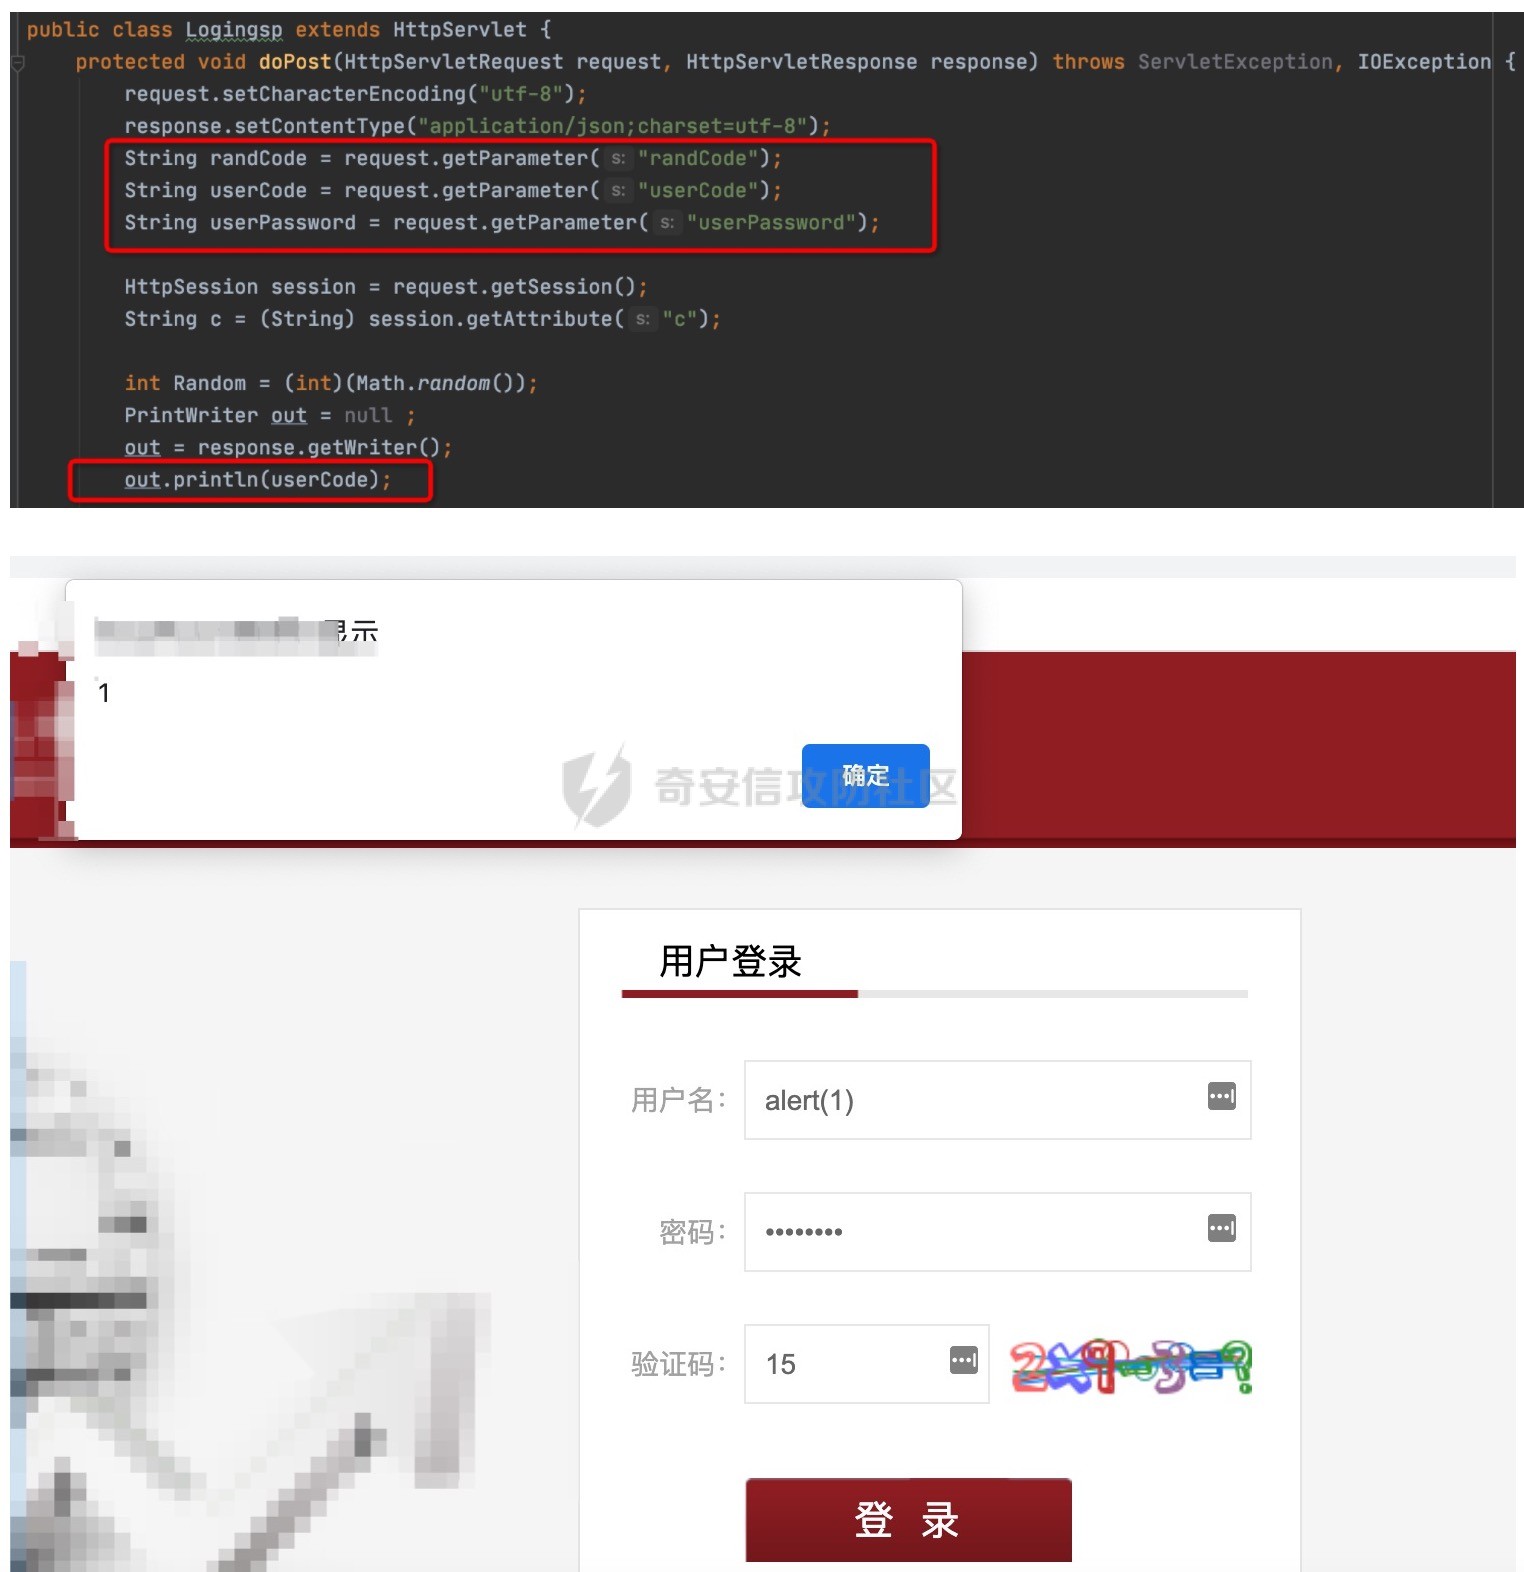 public class Logingsp extends HttpServlet {
protected void doPost(HttpServletRequest request, HttpServletResponse response) throws ServletException, IOException {
request.setCharacterEncoding("utf-8");
response.setContentType("application/json;charset=utf-8");
String randCode = request.getParameter( s: "randCode");
String userCode = request.getParameter( s: "userCode");
String userPassword = request.getParameter( s: "userPassword");
HttpSession session = request.getSession();
String c = (String) session.getAttribute( s: "c");
int Random = (int)(Math.random());
PrintWriter out = null ;
out = response.getWriter();
out.println(userCode);
显示
1
确定
奇安信攻防社区
用户登录
用户名: alert(1)
密码: ••••••••
验证码: 15 2×9-3=?
登 录